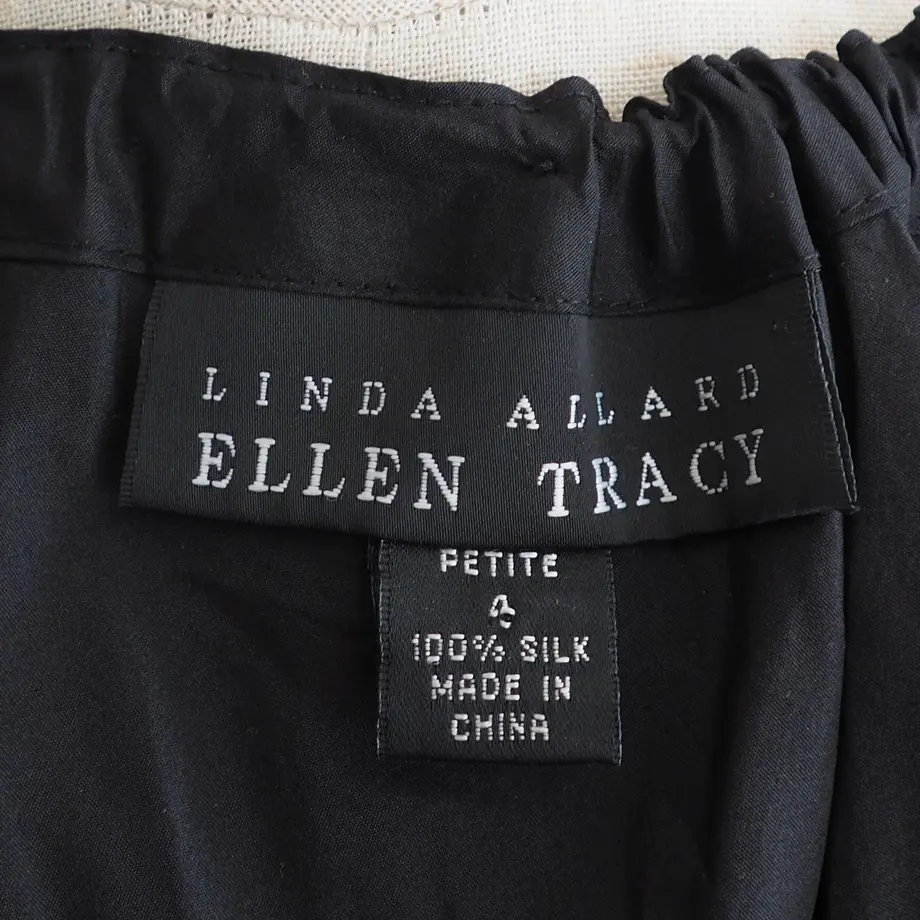 LINDA ALLARD
ELLEN TRACY
PETITE
4
100% SILK
MADE IN
CHINA